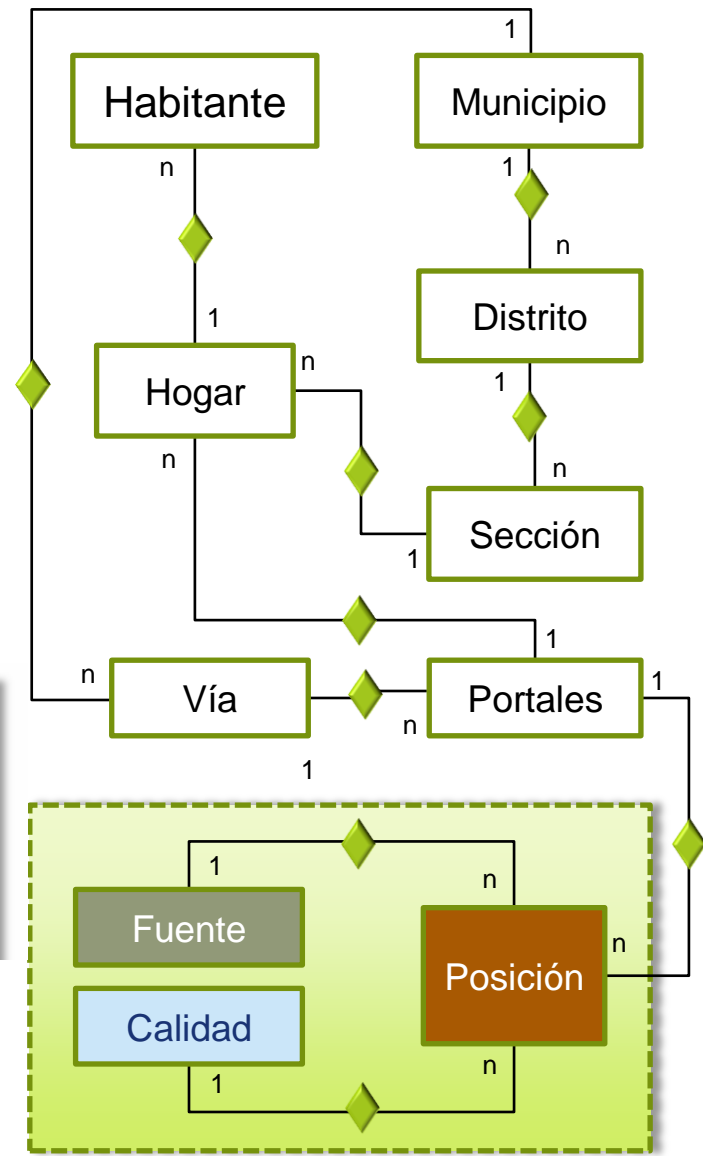 1
Habitante
Municipio
n
1
n
1
Distrito
n
Hogar
1
n
n
Sección
1
1
n
Vía
Portales
1
n
1
1
n
Fuente
n
Posición
Calidad
n
1